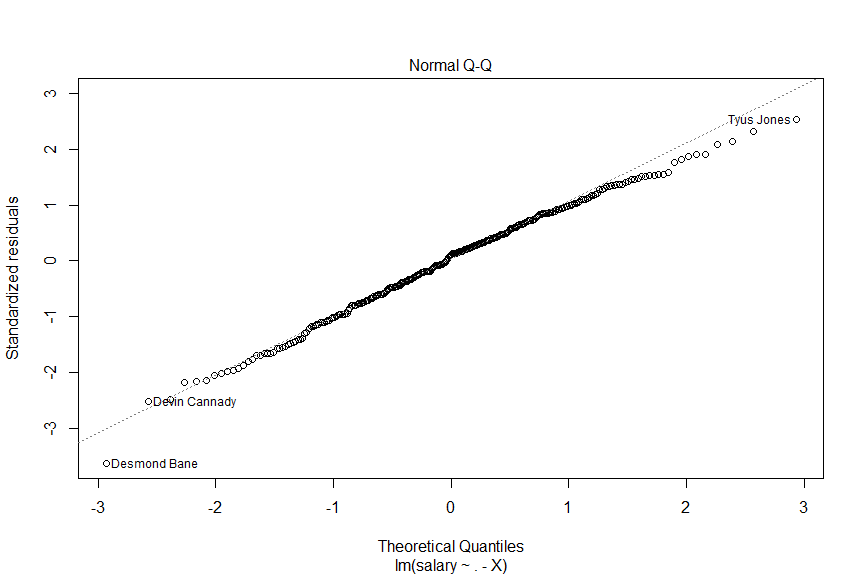 Normal Q-Q
Standardized residuals
3
2
1
0
-1
-2
-3
Tyus Jones
Devin Cannady
Desmond Bane
-3 -2 -1 0 1 2 3
Theoretical Quantiles
lm(salary ~ . - X)